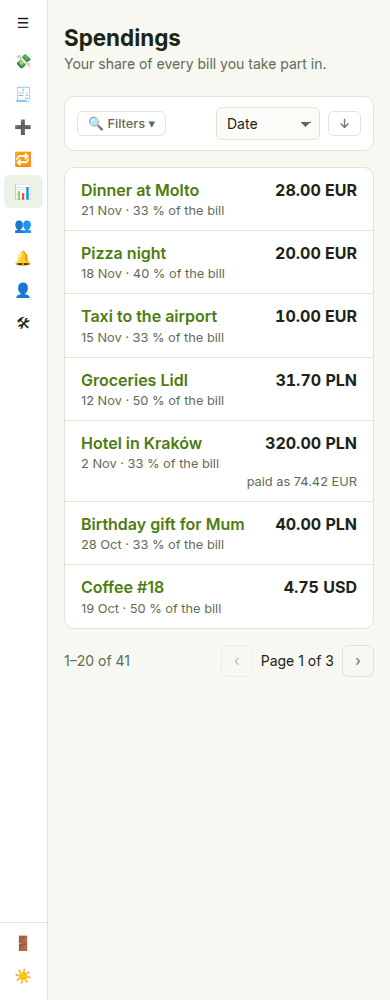 Spendings
Your share of every bill you take part in.
Filters ▾
Date
↓
Dinner at Molto 28.00 EUR
21 Nov · 33 % of the bill
Pizza night 20.00 EUR
18 Nov · 40 % of the bill
Taxi to the airport 10.00 EUR
15 Nov · 33 % of the bill
Groceries Lidl 31.70 PLN
12 Nov · 50 % of the bill
Hotel in Kraków 320.00 PLN
2 Nov · 33 % of the bill
paid as 74.42 EUR
Birthday gift for Mum 40.00 PLN
28 Oct · 33 % of the bill
Coffee #18 4.75 USD
19 Oct · 50 % of the bill
1–20 of 41 ‹ Page 1 of 3 ›